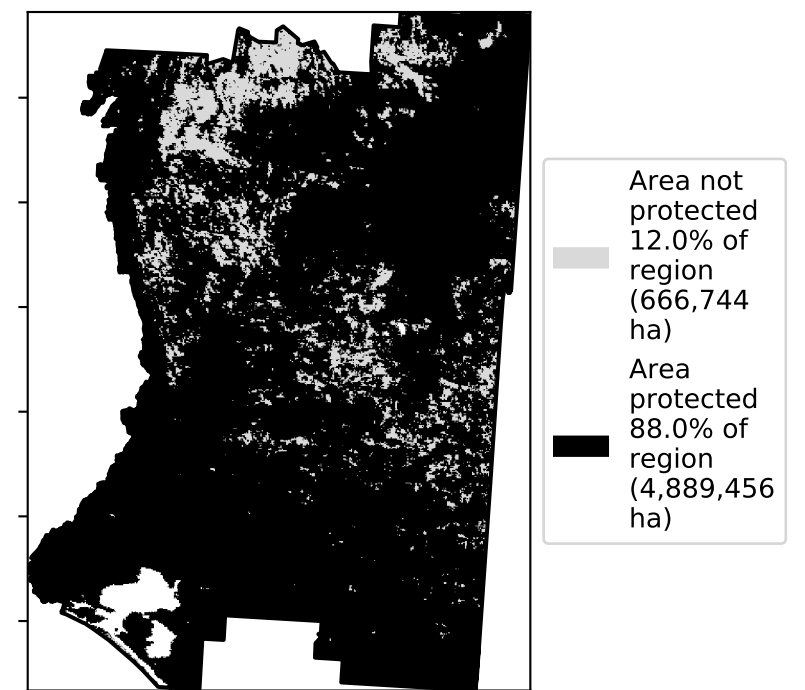 Area not
protected
12.0% of
region
(666,744
ha)
Area
protected
88.0% of
region
(4,889,456
ha)